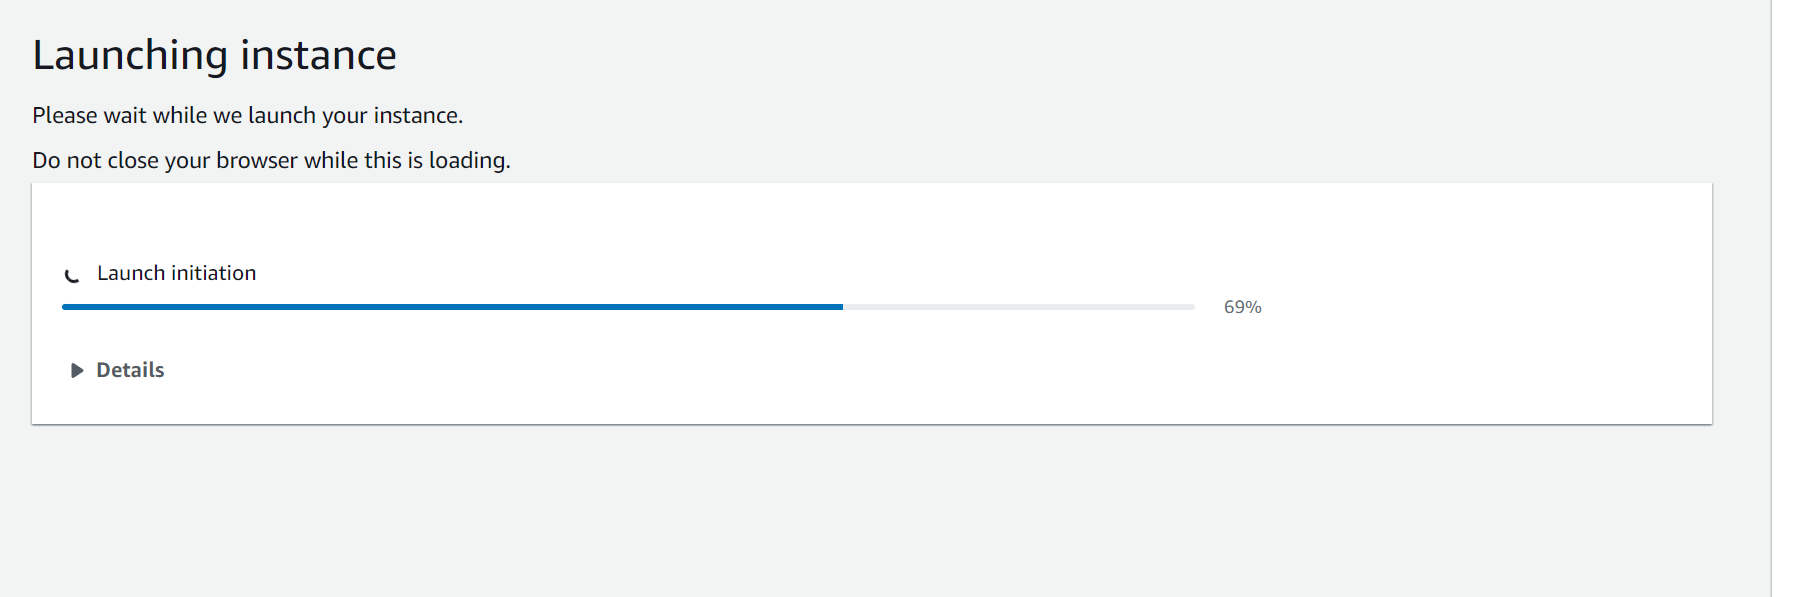 Launching instance
Please wait while we launch your instance.
Do not close your browser while this is loading.
Launch initiation
69%
Details